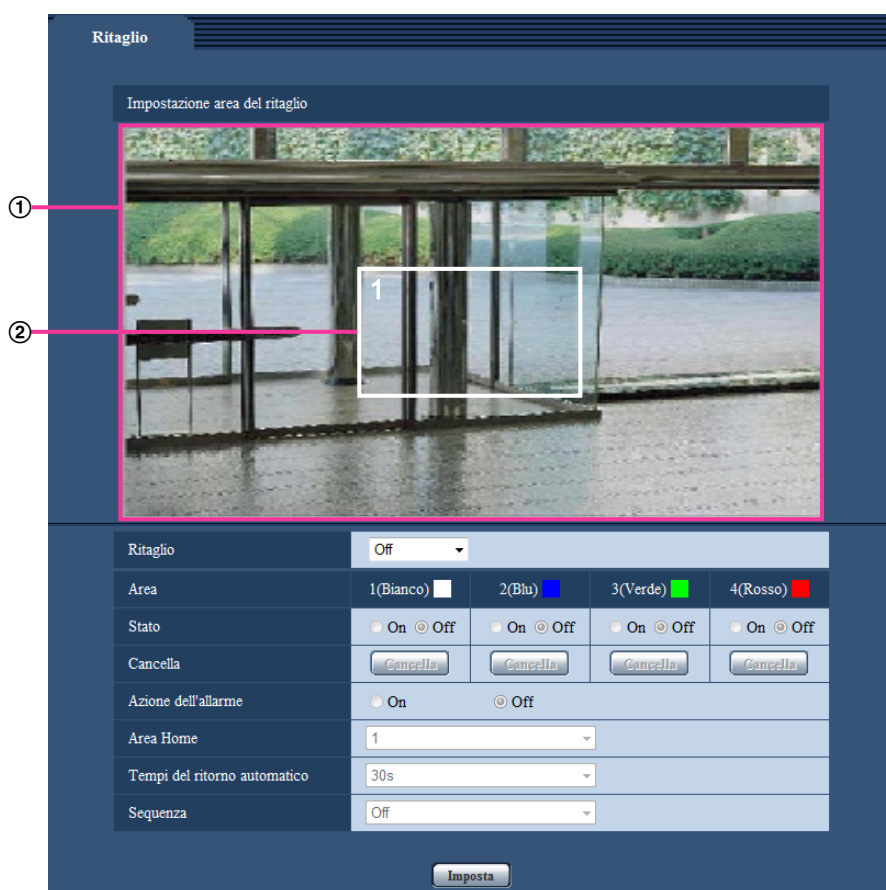 Ritaglio
Impostazione area del ritaglio
①
1
②
Ritaglio Off
Area 1(Bianco) 2(Blu) 3(Verde) 4(Rosso)
Stato On Off On Off On Off On Off
Cancella Cancella Cancella Cancella Cancella
Azione dell'allarme On Off
Area Home 1
Tempi del ritorno automatico 30s
Sequenza Off
Imposta